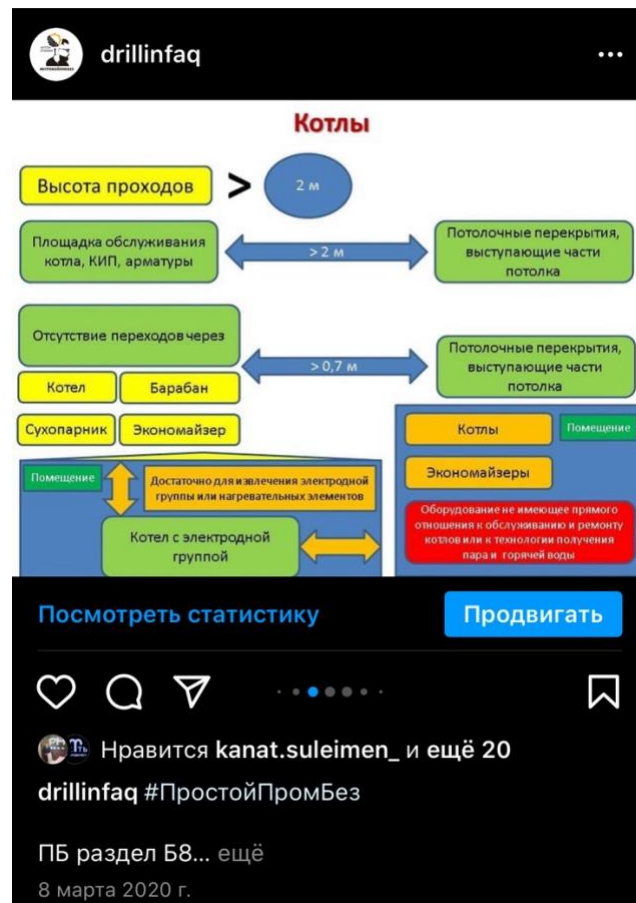 drillinfaq
Котлы
Высота проходов
>
2 м
Площадка обслуживания
котла, КИП, арматуры
> 2 м
Потолочные перекрытия,
выступающие части
потолка
Отсутствие переходов через
> 0,7 м
Потолочные перекрытия,
выступающие части
потолка
Котел
Барабан
Сухопарник
Экономайзер
Помещение
Достаточно для извлечения электродной
группы или нагревательных элементов
Котел с электродной
группой
Котлы
Помещение
Экономайзеры
Оборудование не имеющее прямого
отношения к обслуживанию и ремонту
котлов или к технологии получения
пара и горячей воды
Посмотреть статистику
Продвигать
Нравится kanat.suleimen_ и ещё 20
drillinfaq #ПростойПромБез
ПБ раздел Б8... ещё
8 марта 2020 г.